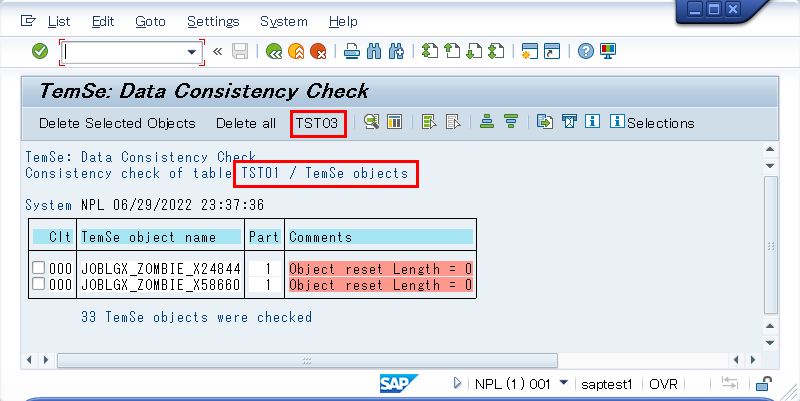 List Edit Goto Settings System Help
TemSe: Data Consistency Check
Delete Selected Objects Delete all TST03 Selections
TemSe: Data Consistency Check
Consistency check of table TST01 / TemSe objects
System NPL 06/29/2022 23:37:36
Clt TemSe object name Part Comments
000 JOBLGX_ZOMBIE_X24844 1 Object reset Length = 0
000 JOBLGX_ZOMBIE_X58660 1 Object reset Length = 0
33 TemSe objects were checked
SAP NPL (1) 001 saptest1 OVR